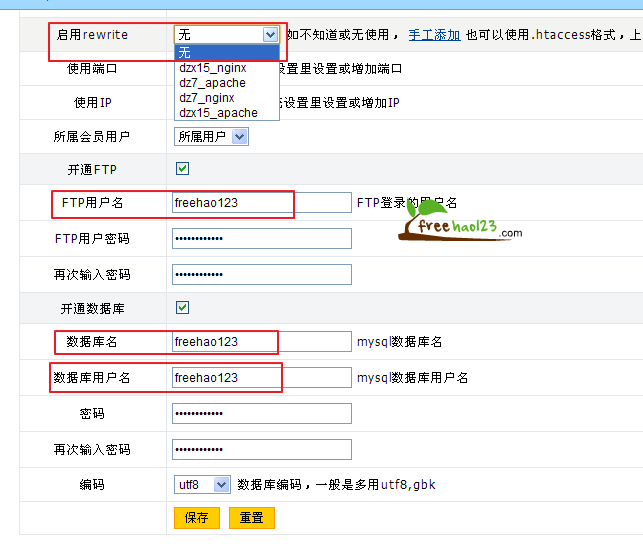 启用rewrite 无 如不知道或无使用，手工添加 也可以使用.htaccess格式，上
无
dzx15_nginx
dz7_apache
dz7_nginx
dzx15_apache
使用端口 设置里设置或增加端口
使用IP 设置里设置或增加IP
所属会员用户 所属用户
开通FTP
FTP用户名 freehao123 FTP登录的用户名
freehao123.com
FTP用户密码 ••••••••••••
再次输入密码 ••••••••••••
开通数据库
数据库名 freehao123 mysql数据库名
数据库用户名 freehao123 mysql数据库用户名
密码 ••••••••••••
再次输入密码 ••••••••••••
编码 utf8 数据库编码，一般是多用utf8,gbk
保存 重置